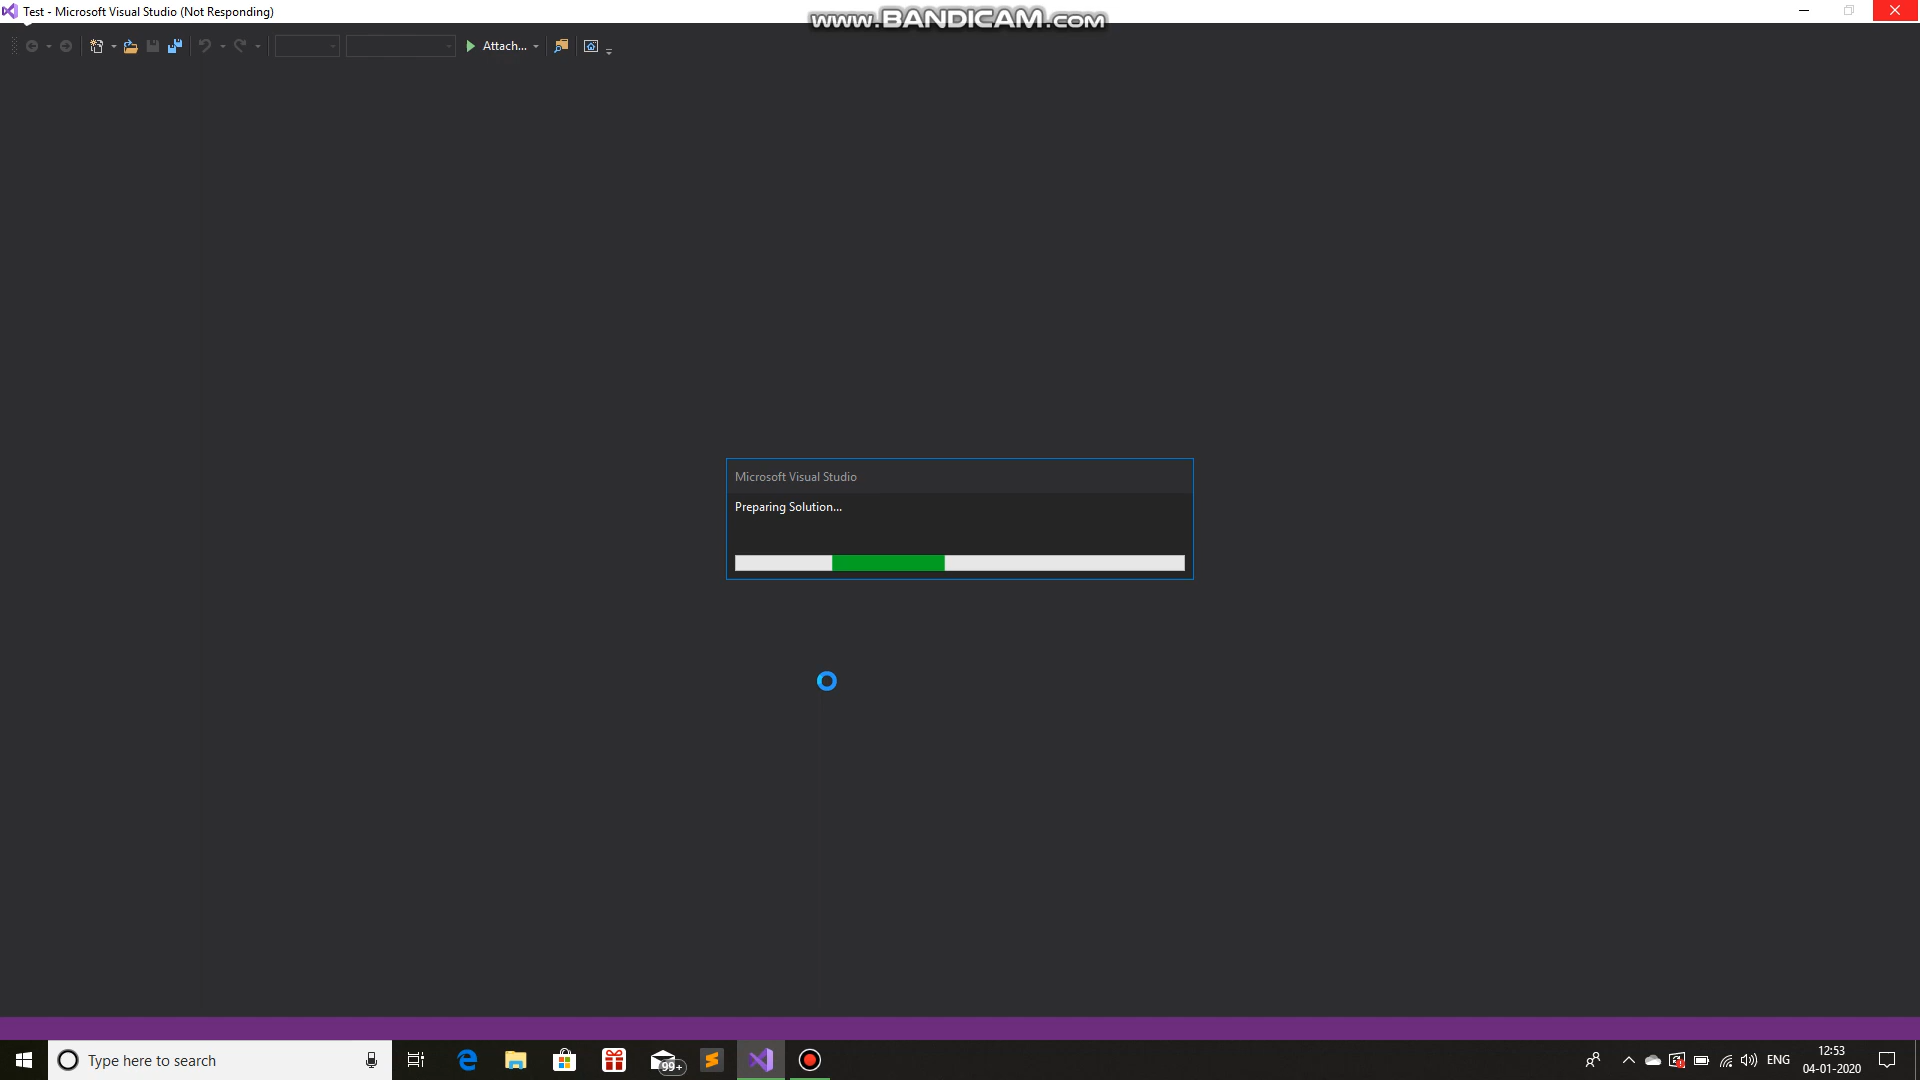 Test - Microsoft Visual Studio (Not Responding)
www.BANDICAM.com
Attach...
Microsoft Visual Studio
Preparing Solution...
Type here to search
99+
ENG
12:53
04-01-2020